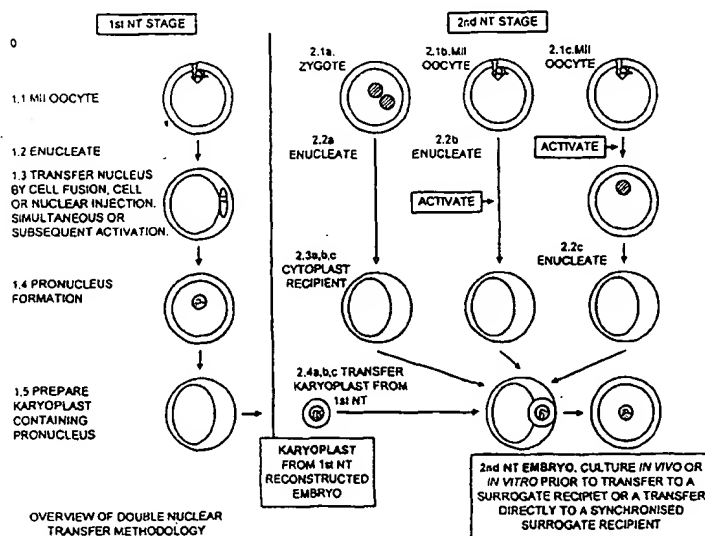 1st NT STAGE
2nd NT STAGE
0
1.1 MII OOCYTE
1.2 ENUCLEATE
1.3 TRANSFER NUCLEUS
BY CELL FUSION, CELL
OR NUCLEAR INJECTION.
SIMULTANEOUS OR
SUBSEQUENT ACTIVATION.
1.4 PRONUCLEUS
FORMATION
1.5 PREPARE
KARYOPLAST
CONTAINING
PRONUCLEUS
2.1a.
ZYGOTE
2.1b.MII
OOCYTE
2.1c.MII
OOCYTE
2.2a
ENUCLEATE
2.2b
ENUCLEATE
ACTIVATE
ACTIVATE
2.2c
ENUCLEATE
2.3a,b,c
CYTOPLAST
RECIPIENT
2.4a,b,c TRANSFER
KARYOPLAST FROM
1st NT
KARYOPLAST
FROM 1st NT
RECONSTRUCTED
EMBRYO
2nd NT EMBRYO, CULTURE IN VIVO OR
IN VITRO PRIOR TO TRANSFER TO A
SURROGATE RECIPIET OR A TRANSFER
DIRECTLY TO A SYNCHRONISED
SURROGATE RECIPIENT
OVERVIEW OF DOUBLE NUCLEAR
TRANSFER METHODOLOGY